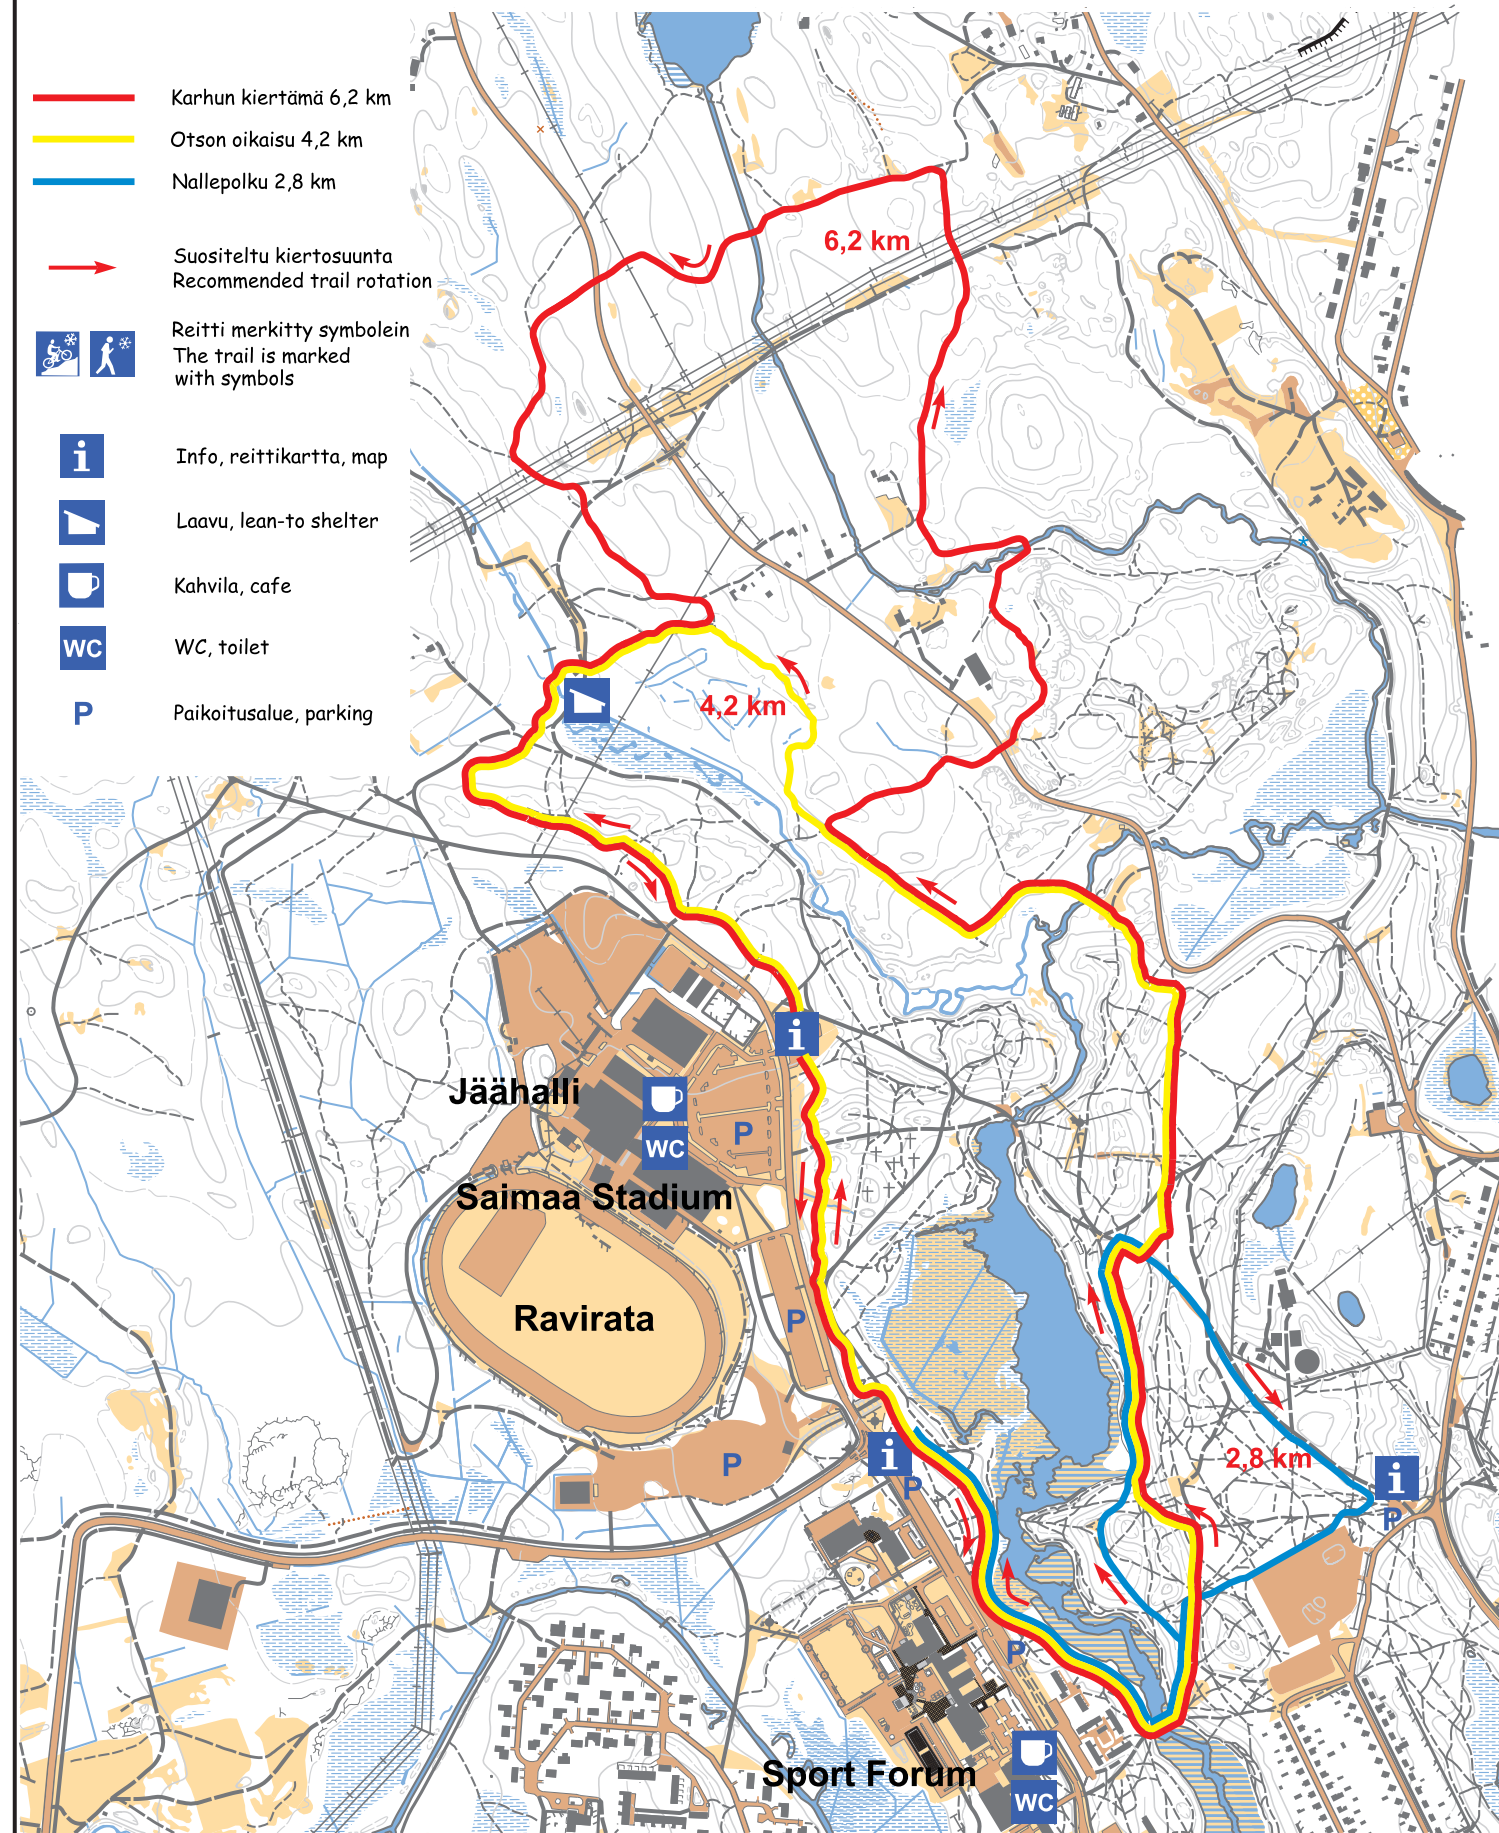 Karhun kiertämä 6,2 km
Otson oikaisu 4,2 km
Nallepolku 2,8 km
Suositeltu kiertosuunta
Recommended trail rotation
Reitti merkitty symbolein
The trail is marked
with symbols
i
Info, reittikartta, map
Laavu, lean-to shelter
Kahvila, cafe
WC
WC, toilet
P
Paikoitusalue, parking
6,2 km
4,2 km
i
Jäähalli
P
WC
Saimaa Stadium
Ravirata
P
2,8 km
i
P
P
i
P
P
Sport Forum
WC